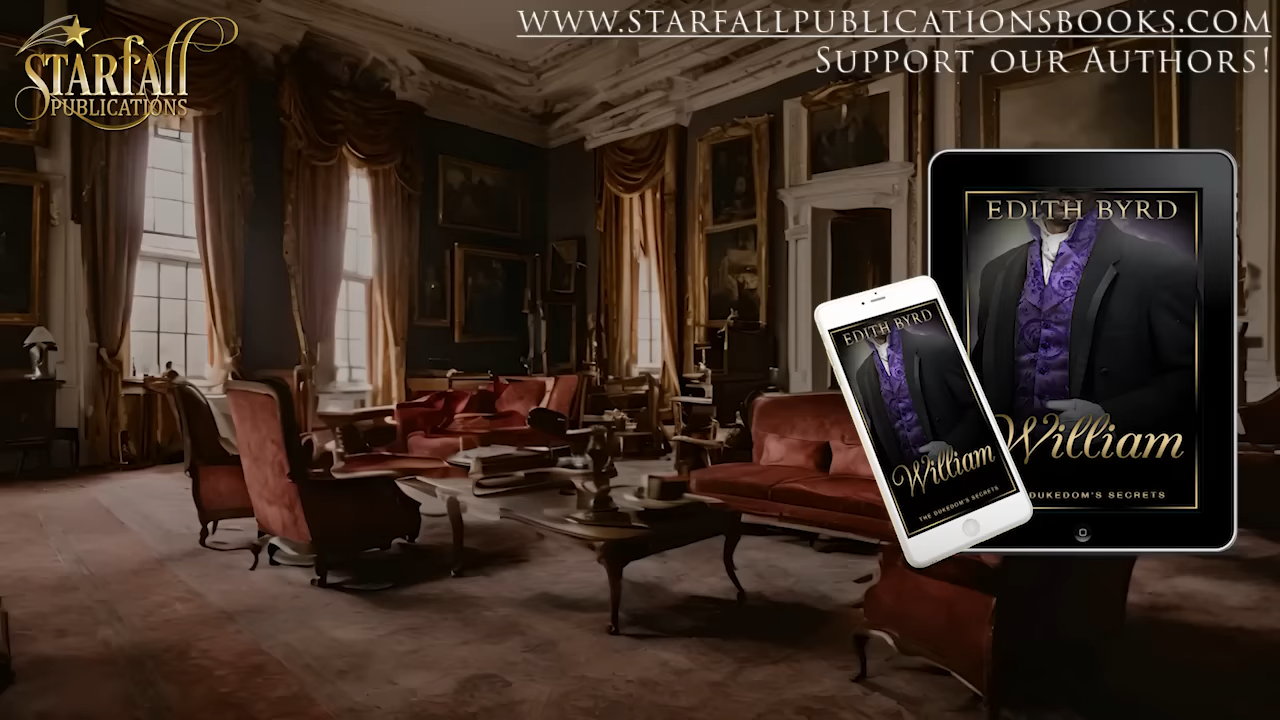 STARfall
PUBLICATIONS
WWW.STARFALLPUBLICATIONSBOOKS.COM
SUPPORT OUR AUTHORS!
EDITH BYRD
William
DUKEDOM'S SECRETS
EDITH BYRD
William
THE DUKEDOM'S SECRETS